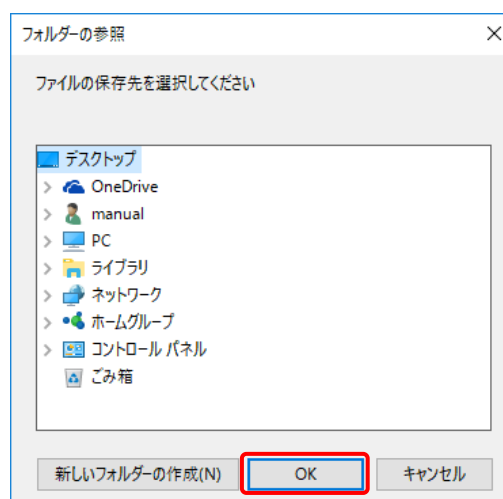 フォルダーの参照
ファイルの保存先を選択してください
デスクトップ
OneDrive
manual
PC
ライブラリ
ネットワーク
ホームグループ
コントロール パネル
ごみ箱
新しいフォルダーの作成(N) OK キャンセル